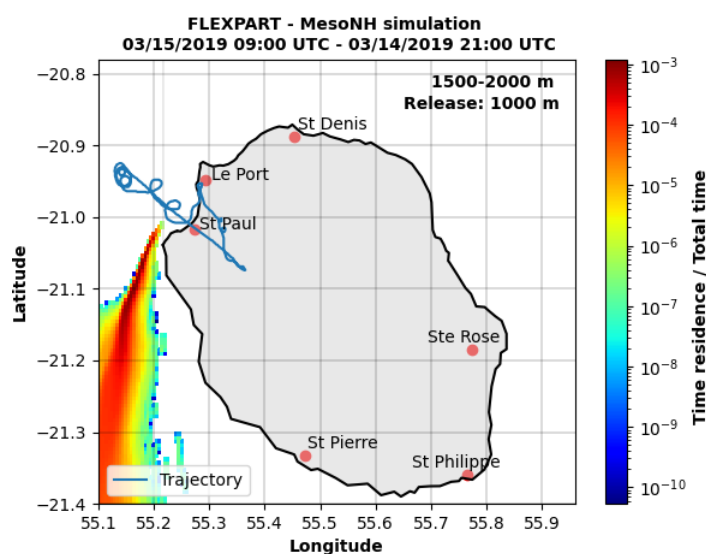 FLEXPART - MesoNH simulation
03/15/2019 09:00 UTC - 03/14/2019 21:00 UTC
1500-2000 m
Release: 1000 m
St Denis
Le Port
St Paul
Ste Rose
St Pierre
St Philippe
Trajectory
−20.8
−20.9
−21.0
−21.1
−21.2
−21.3
−21.4
Latitude
55.1 55.2 55.3 55.4 55.5 55.6 55.7 55.8 55.9
Longitude
10⁻³
10⁻⁴
10⁻⁵
10⁻⁶
10⁻⁷
10⁻⁸
10⁻⁹
10⁻¹⁰
Time residence / Total time